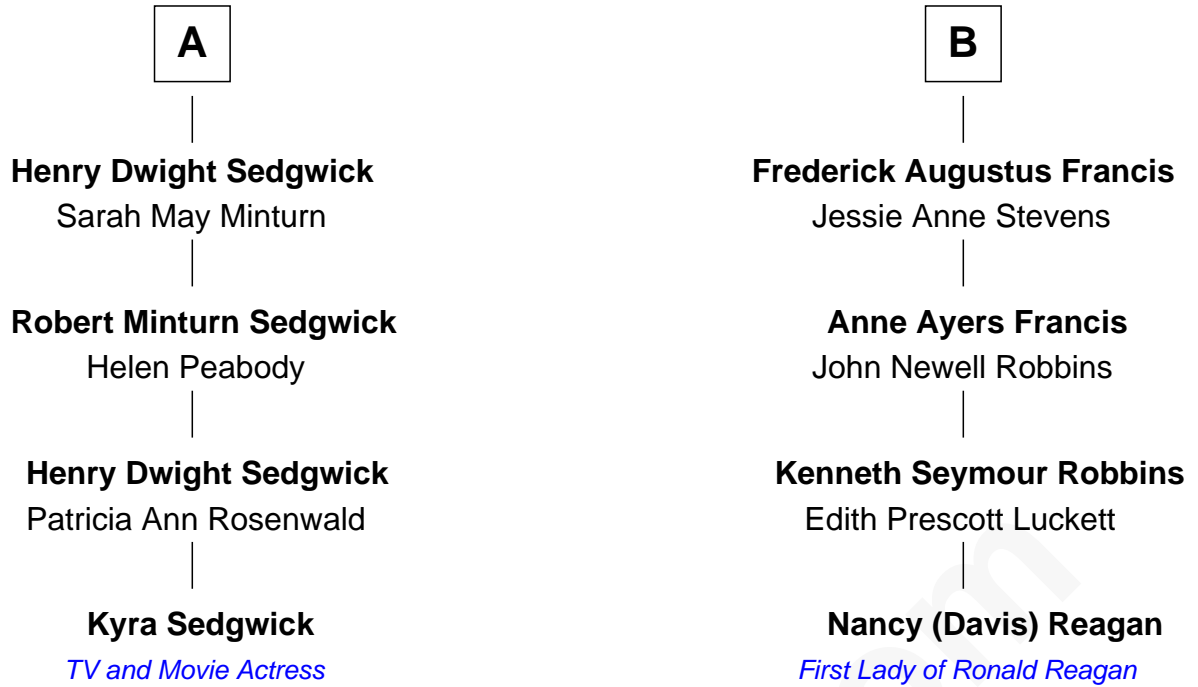 A
Henry Dwight Sedgwick
Sarah May Minturn
Robert Minturn Sedgwick
Helen Peabody
Henry Dwight Sedgwick
Patricia Ann Rosenwald
Kyra Sedgwick
TV and Movie Actress
B
Frederick Augustus Francis
Jessie Anne Stevens
Anne Ayers Francis
John Newell Robbins
Kenneth Seymour Robbins
Edith Prescott Luckett
Nancy (Davis) Reagan
First Lady of Ronald Reagan